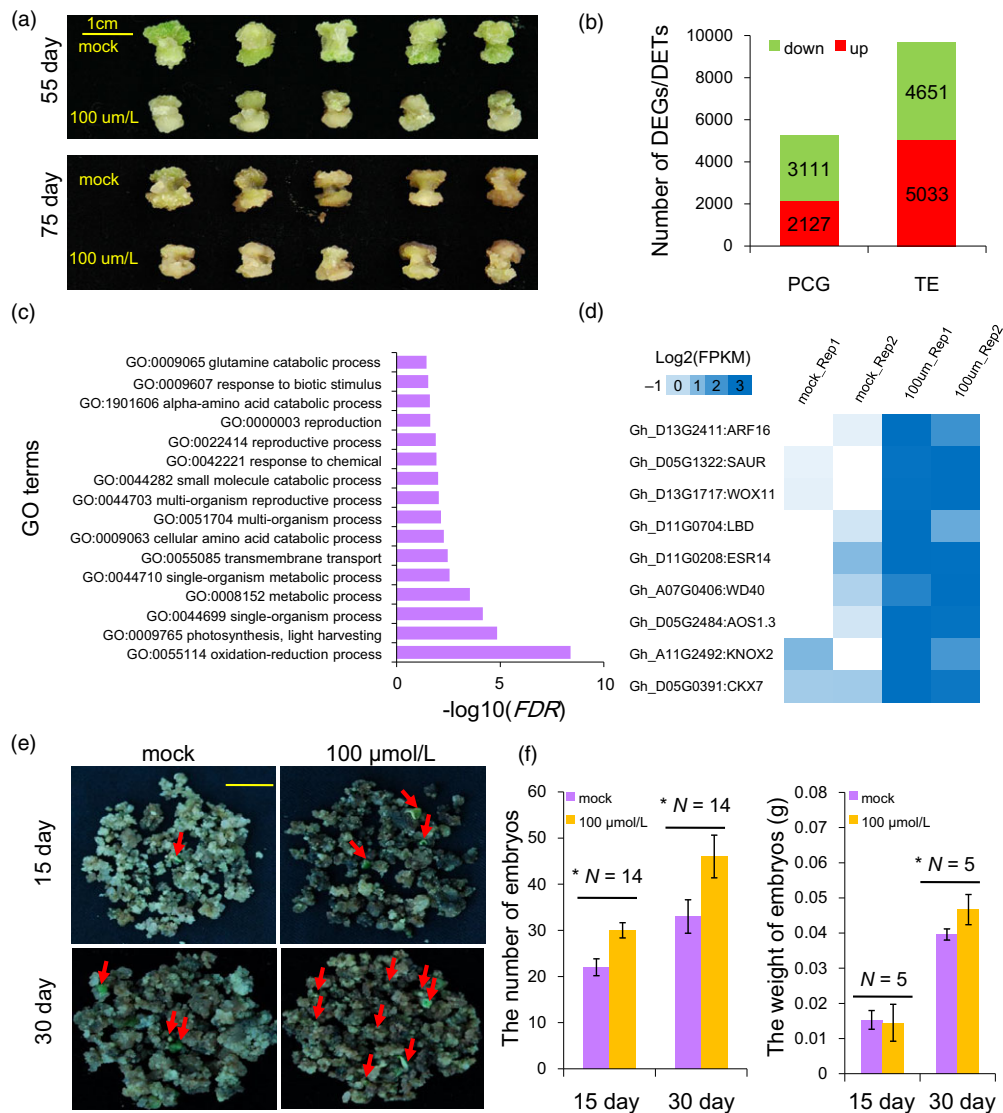 (a)
1cm
mock
100 um/L
55 day
mock
100 um/L
75 day
(b)
Number of DEGs/DETs
10000
8000
6000
4000
2000
0
down
up
3111
2127
4651
5033
PCG
TE
(c)
GO terms
GO:0009065 glutamine catabolic process
GO:0009607 response to biotic stimulus
GO:1901606 alpha-amino acid catabolic process
GO:0000003 reproduction
GO:0022414 reproductive process
GO:0042221 response to chemical
GO:0044282 small molecule catabolic process
GO:0044703 multi-organism reproductive process
GO:0051704 multi-organism process
GO:0009063 cellular amino acid catabolic process
GO:0055085 transmembrane transport
GO:0044710 single-organism metabolic process
GO:0008152 metabolic process
GO:0044699 single-organism process
GO:0009765 photosynthesis, light harvesting
GO:0055114 oxidation-reduction process
0 5 10
-log10(FDR)
(d)
Log2(FPKM)
–1 0 1 2 3
mock_Rep1
mock_Rep2
100um_Rep1
100um_Rep2
Gh_D13G2411:ARF16
Gh_D05G1322:SAUR
Gh_D13G1717:WOX11
Gh_D11G0704:LBD
Gh_D11G0208:ESR14
Gh_A07G0406:WD40
Gh_D05G2484:AOS1.3
Gh_A11G2492:KNOX2
Gh_D05G0391:CKX7
(e)
mock
100 µmol/L
15 day
30 day
(f)
The number of embryos
60
50
40
30
20
10
0
mock
100 µmol/L
* N = 14
* N = 14
15 day
30 day
The weight of embryos (g)
0.08
0.07
0.06
0.05
0.04
0.03
0.02
0.01
0
mock
100 µmol/L
N = 5
* N = 5
15 day
30 day